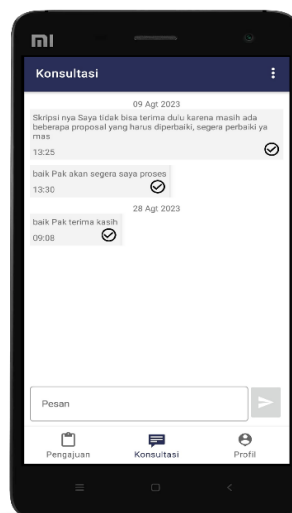 mi
Konsultasi
09 Agt 2023
Skripsi nya Saya tidak bisa terima dulu karena masih ada
beberapa proposal yang harus diperbaiki, segera perbaiki ya
mas
13:25
baik Pak akan segera saya proses
13:30
28 Agt 2023
baik Pak terima kasih
09:08
Pesan
Pengajuan Konsultasi Profil